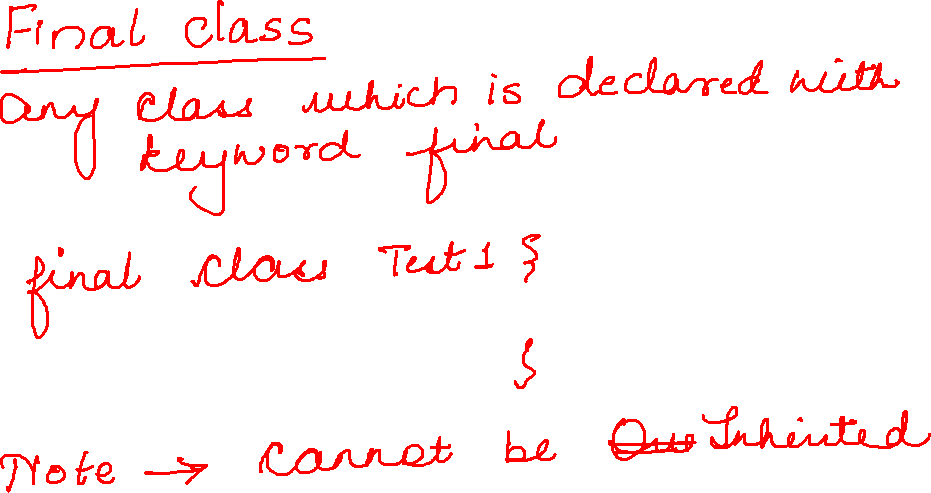 Final class
any class which is declared with
keyword final
final class Test1 {
}
Note → cannot be Inherited